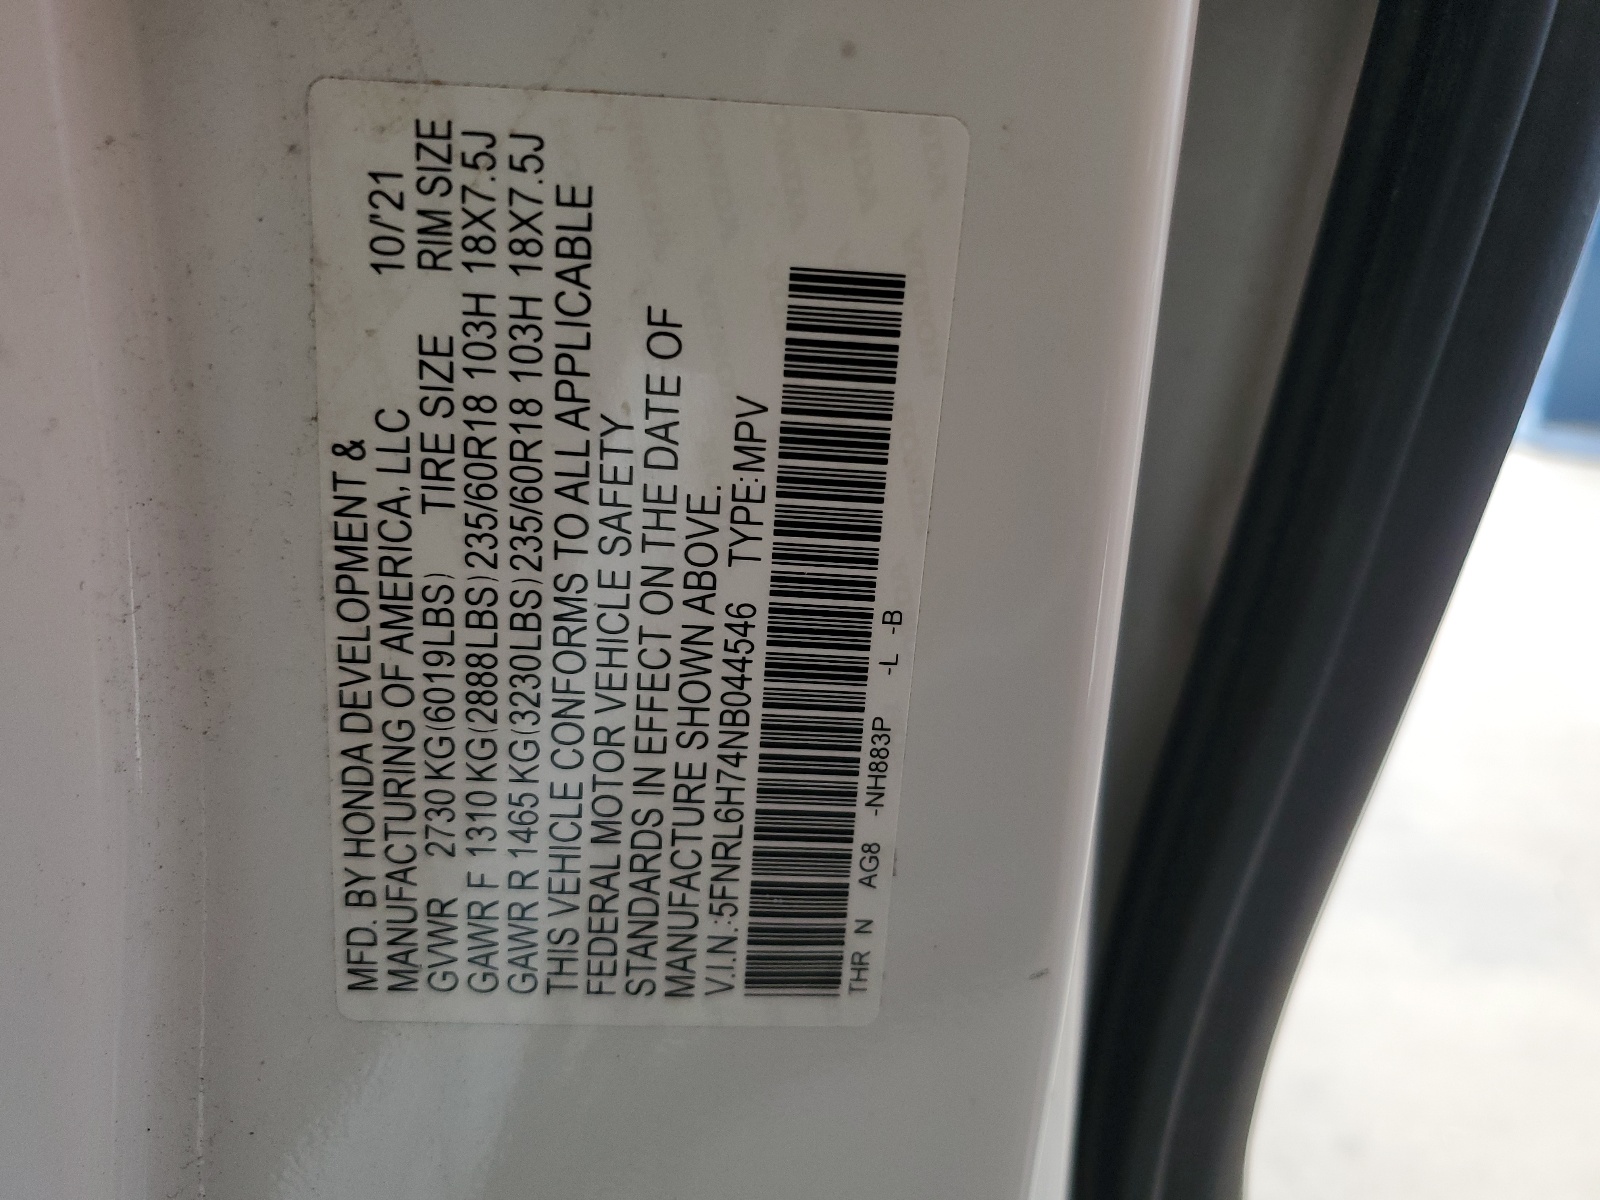 MFD. BY HONDA DEVELOPMENT &
MANUFACTURING OF AMERICA, LLC 10/'21
GVWR 2730 KG(6019LBS) TIRE SIZE RIM SIZE
GAWR F 1310 KG(2888LBS) 235/60R18 103H 18X7.5J
GAWR R 1465 KG(3230LBS) 235/60R18 103H 18X7.5J
THIS VEHICLE CONFORMS TO ALL APPLICABLE
FEDERAL MOTOR VEHICLE SAFETY
STANDARDS IN EFFECT ON THE DATE OF
MANUFACTURE SHOWN ABOVE.
V.I.N.:5FNRL6H74NB044546 TYPE:MPV
THR N AG8 -NH883P -L -B